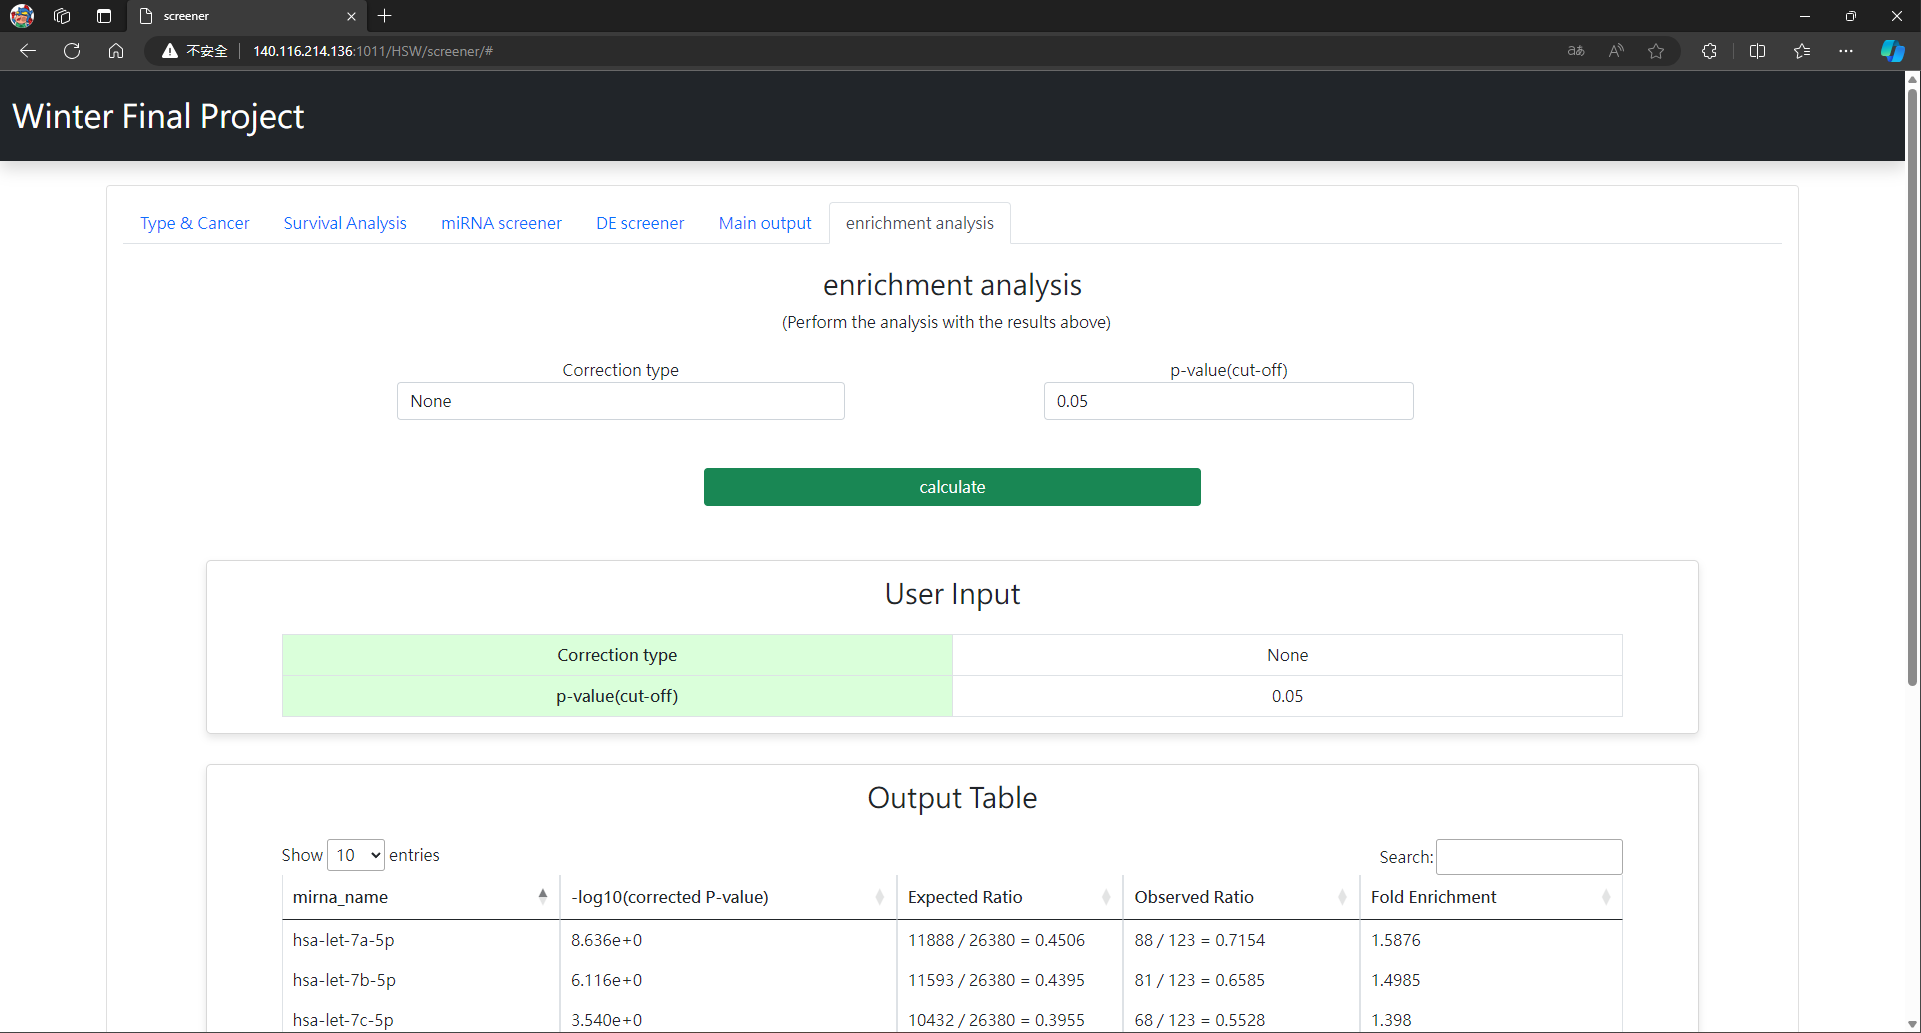 screener
不安全
140.116.214.136:1011/HSW/screener/#
Winter Final Project
Type & Cancer
Survival Analysis
miRNA screener
DE screener
Main output
enrichment analysis
enrichment analysis
(Perform the analysis with the results above)
Correction type
None
p-value(cut-off)
0.05
calculate
User Input
Correction type
None
p-value(cut-off)
0.05
Output Table
Show 10 entries
Search:
mirna_name -log10(corrected P-value) Expected Ratio Observed Ratio Fold Enrichment
hsa-let-7a-5p 8.636e+0 11888 / 26380 = 0.4506 88 / 123 = 0.7154 1.5876
hsa-let-7b-5p 6.116e+0 11593 / 26380 = 0.4395 81 / 123 = 0.6585 1.4985
hsa-let-7c-5p 3.540e+0 10432 / 26380 = 0.3955 68 / 123 = 0.5528 1.398